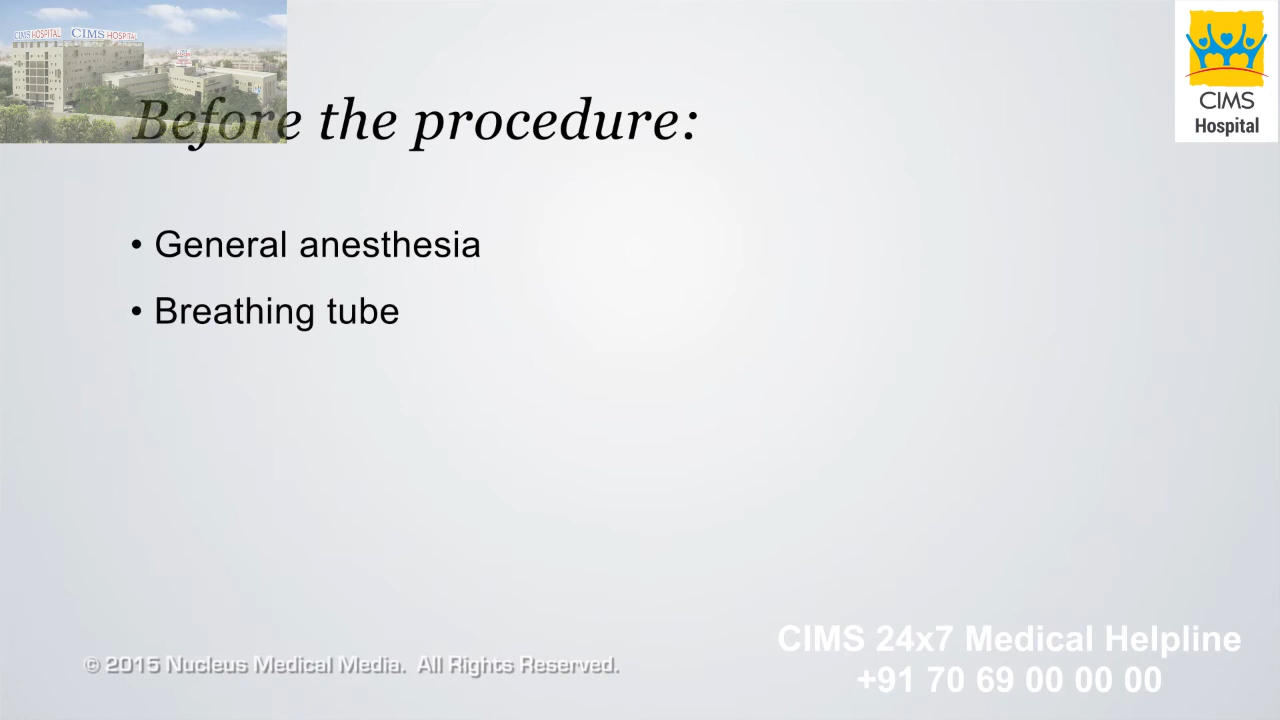 CIMS HOSPITAL CIMS HOSPITAL
CIMS
Hospital
Before the procedure:
• General anesthesia
• Breathing tube
CIMS 24x7 Medical Helpline
+91 70 69 00 00 00
© 2015 Nucleus Medical Media. All Rights Reserved.